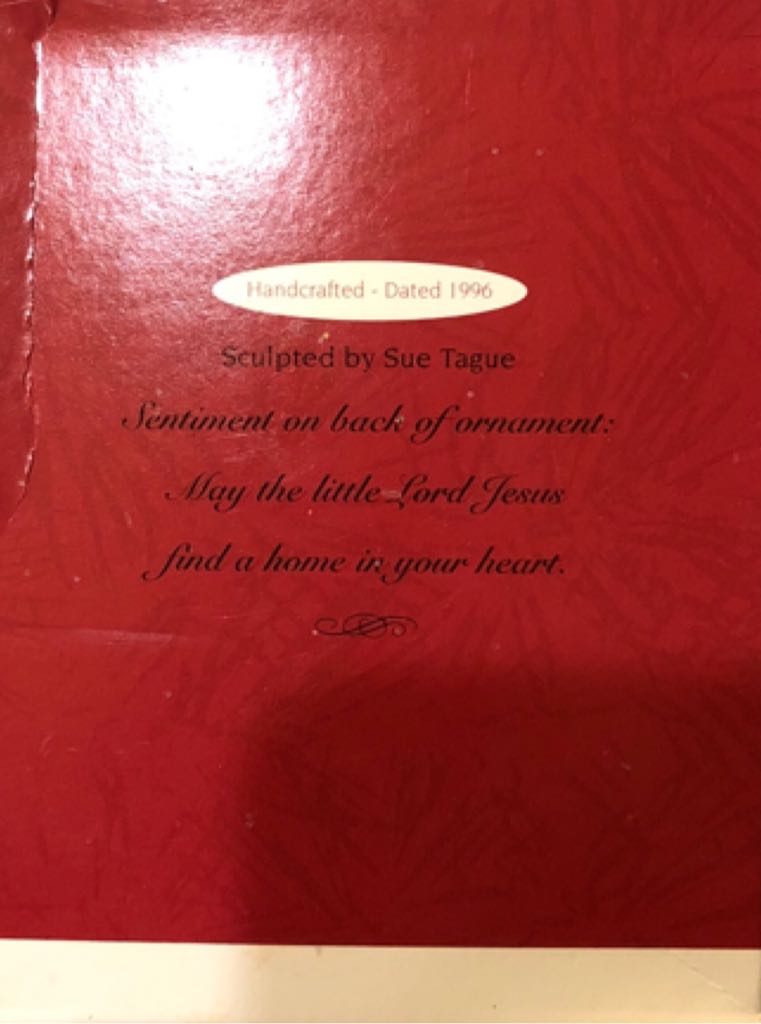 Handcrafted - Dated 1996
Sculpted by Sue Tague
Sentiment on back of ornament:
May the little Lord Jesus
find a home in your heart.